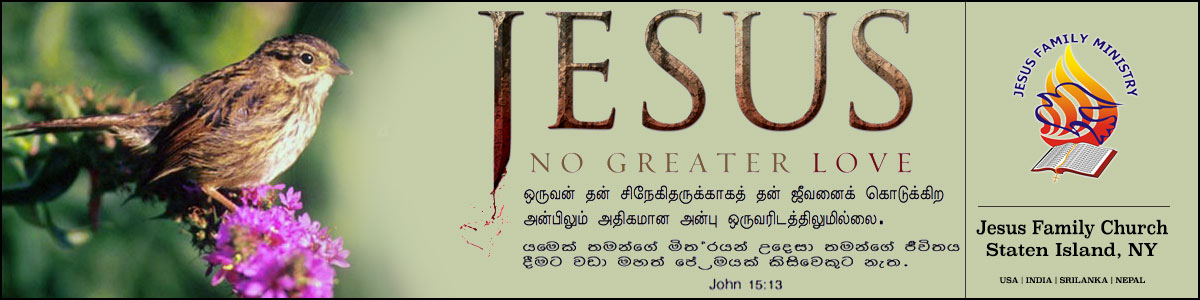 JESUS
NO GREATER LOVE
ஒருவன் தன் சிநேகிதருக்காகத் தன் ஜீவனைக் கொடுக்கிற
அன்பிலும் அதிகமான அன்பு ஒருவரிடத்திலுமில்லை.
යමෙක් තමන්ගේ මිත්‍රයන් උදෙසා තමන්ගේ ජීවිතය
දීමට වඩා මහත් ප්‍රේමයක් කිසිවෙකුට නැත.
John 15:13
JESUS FAMILY MINISTRY
Jesus Family Church
Staten Island, NY
USA | INDIA | SRILANKA | NEPAL